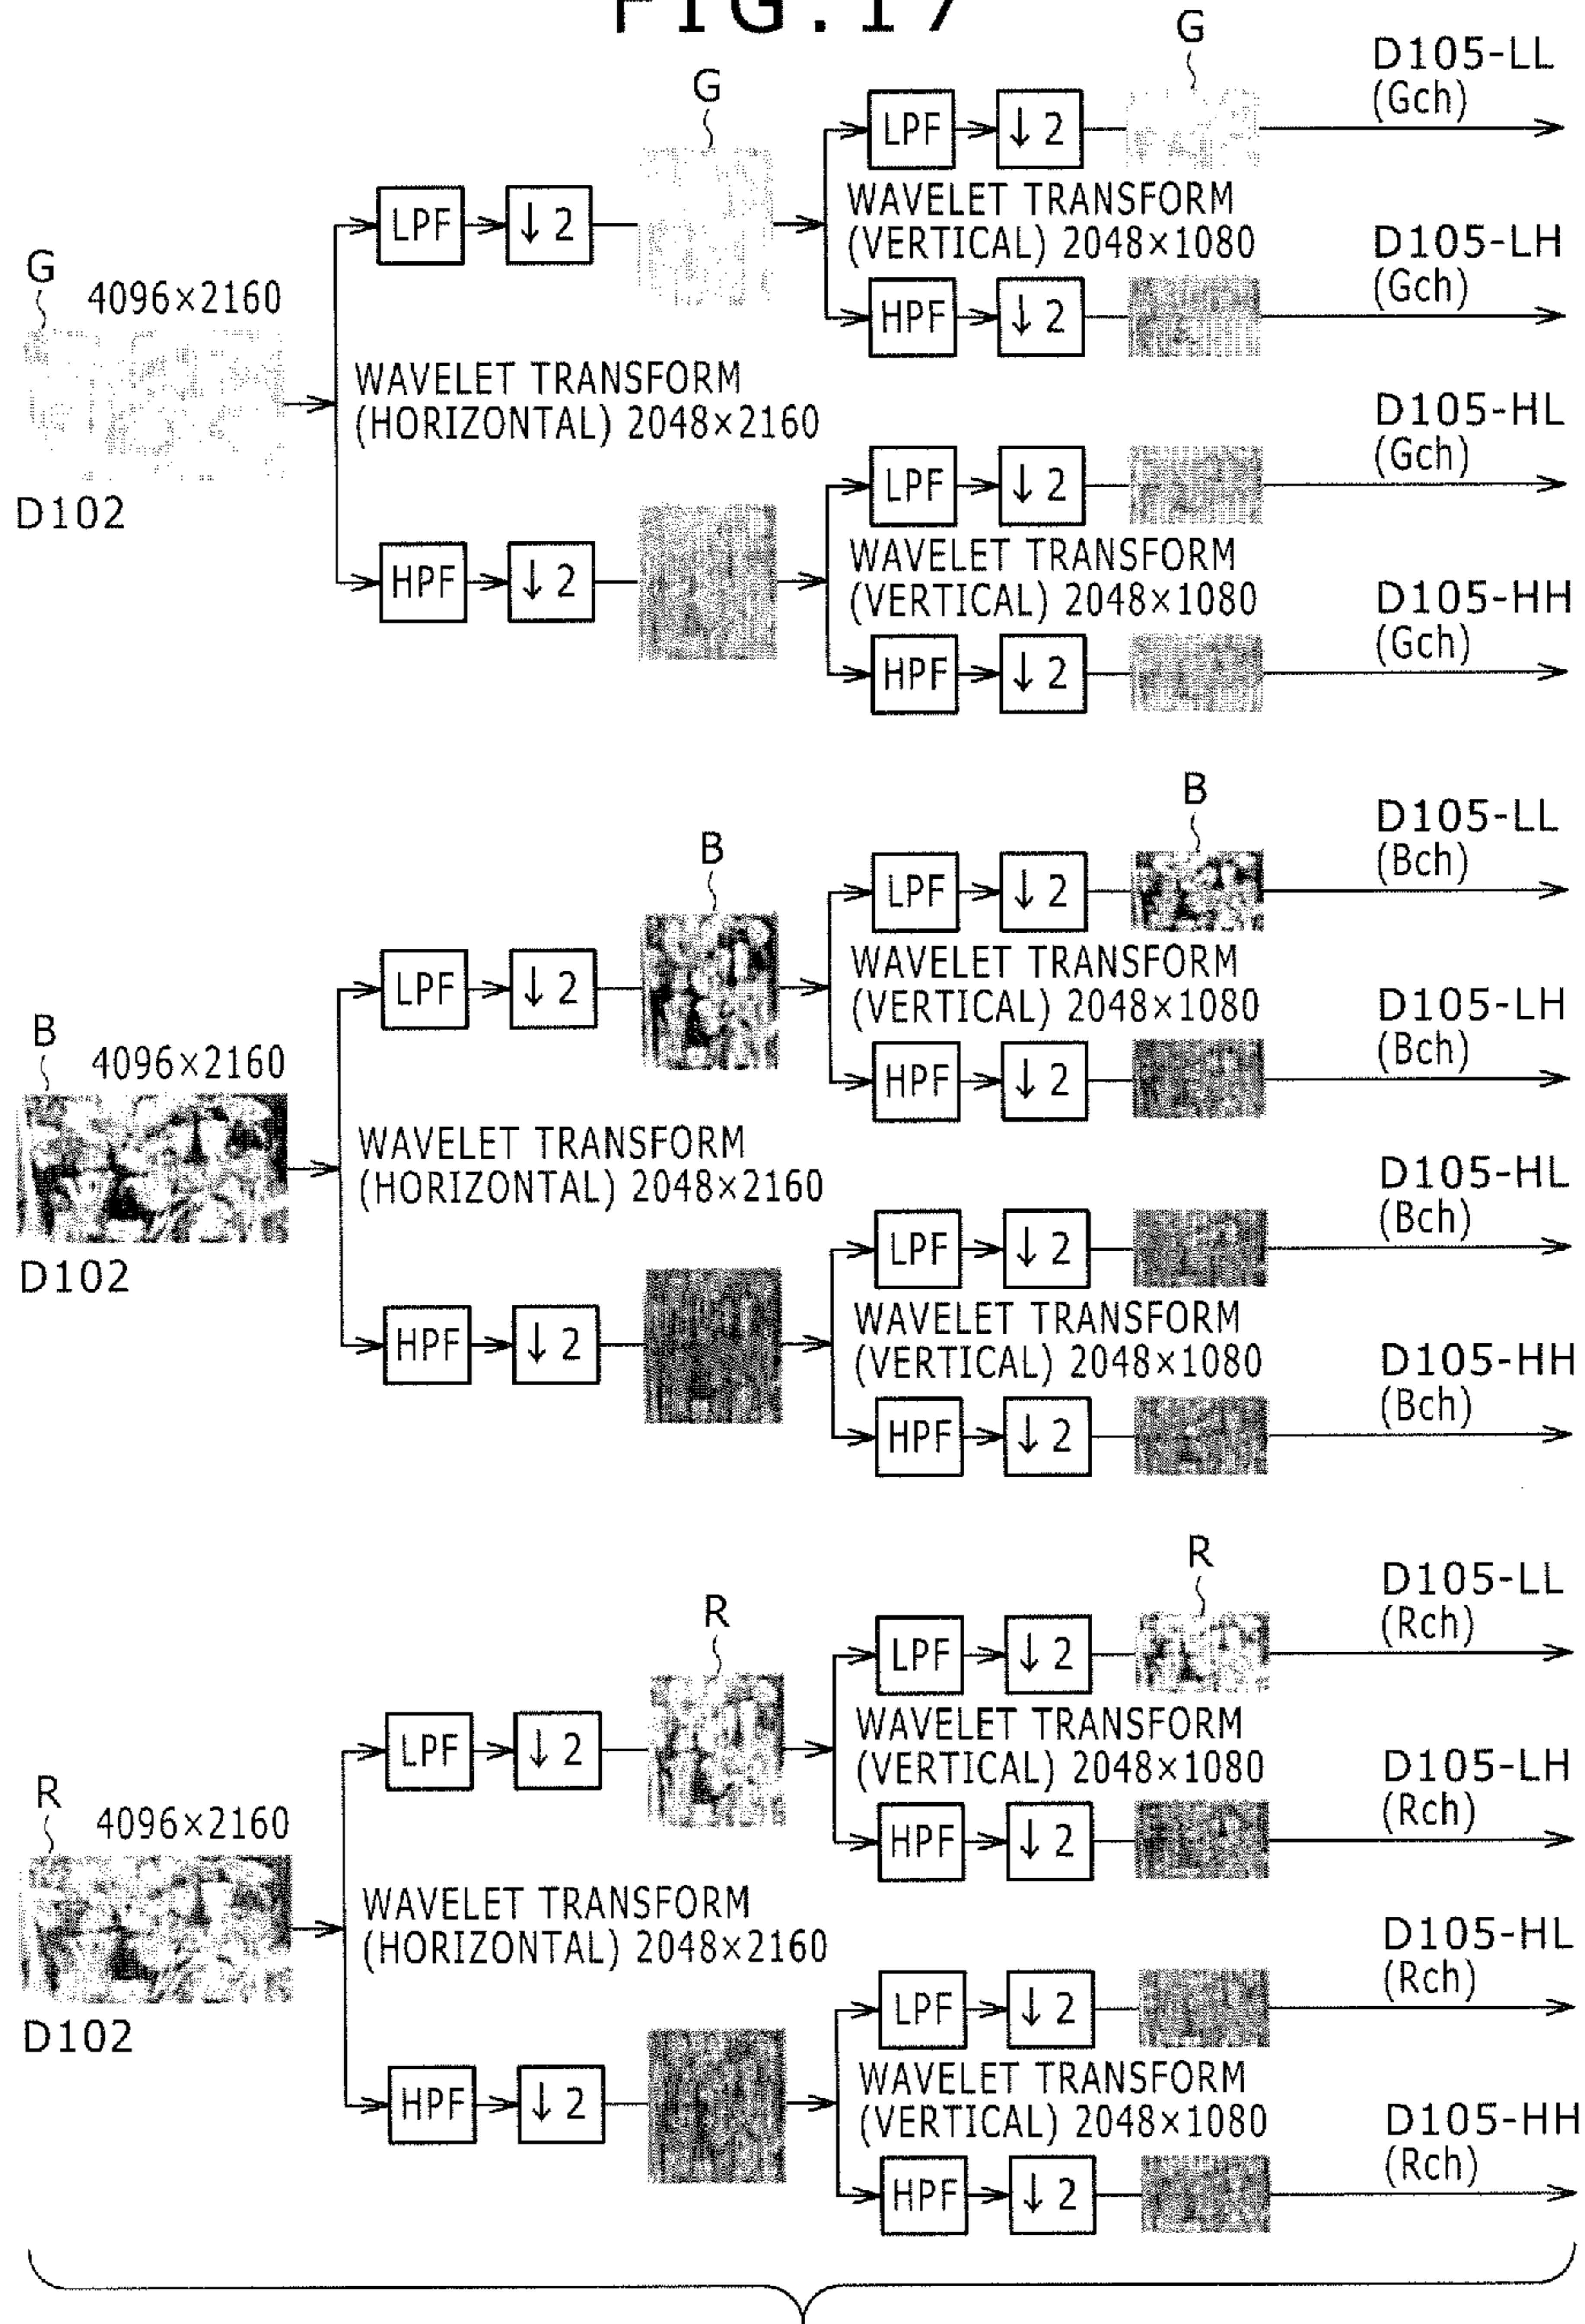 FIG.17
G
D105-LL
(Gch)
G
LPF
↓2
WAVELET TRANSFORM
(VERTICAL) 2048×1080
LPF
↓2
D105-LH
(Gch)
G
4096×2160
HPF
↓2
WAVELET TRANSFORM
(HORIZONTAL) 2048×2160
D105-HL
(Gch)
LPF
↓2
D102
WAVELET TRANSFORM
(VERTICAL) 2048×1080
HPF
↓2
D105-HH
(Gch)
HPF
↓2
B
D105-LL
(Bch)
B
LPF
↓2
WAVELET TRANSFORM
(VERTICAL) 2048×1080
LPF
↓2
D105-LH
(Bch)
B
4096×2160
HPF
↓2
WAVELET TRANSFORM
(HORIZONTAL) 2048×2160
D105-HL
(Bch)
LPF
↓2
D102
WAVELET TRANSFORM
(VERTICAL) 2048×1080
HPF
↓2
D105-HH
(Bch)
HPF
↓2
R
D105-LL
(Rch)
R
LPF
↓2
WAVELET TRANSFORM
(VERTICAL) 2048×1080
LPF
↓2
D105-LH
(Rch)
R
4096×2160
HPF
↓2
WAVELET TRANSFORM
(HORIZONTAL) 2048×2160
D105-HL
(Rch)
LPF
↓2
D102
WAVELET TRANSFORM
(VERTICAL) 2048×1080
HPF
↓2
D105-HH
(Rch)
HPF
↓2